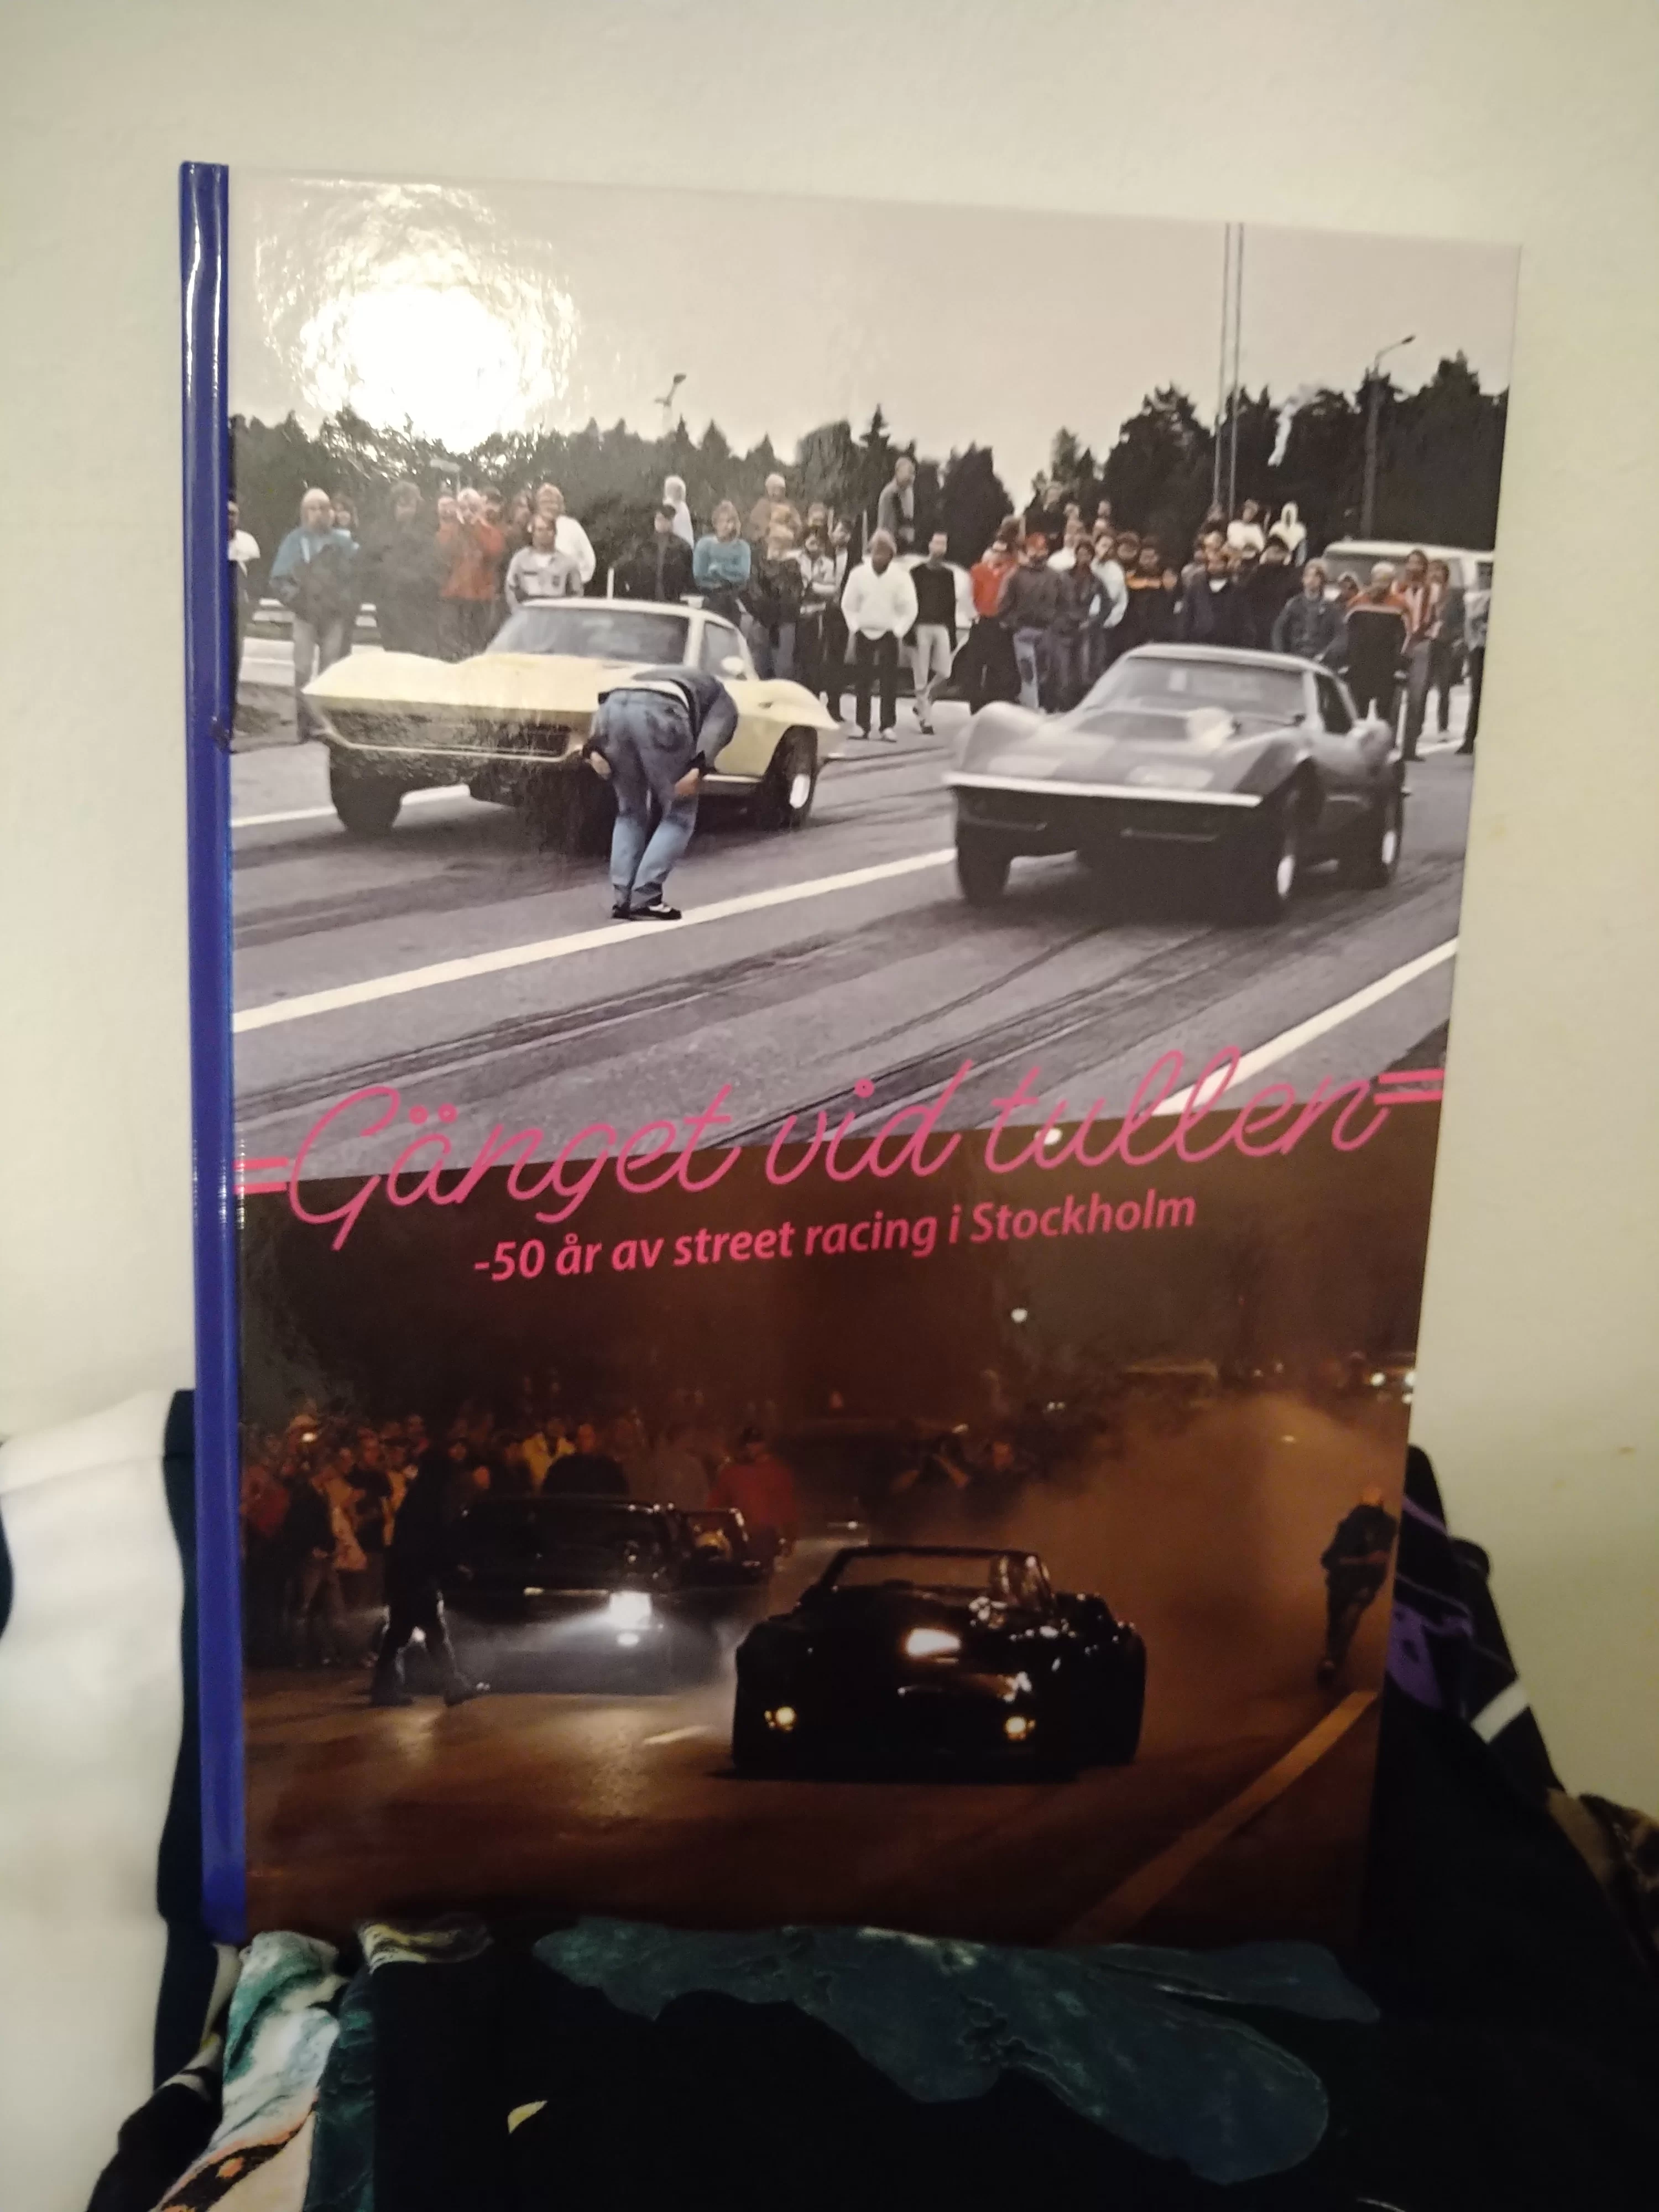 Gänget vid tullen
-50 år av street racing i Stockholm